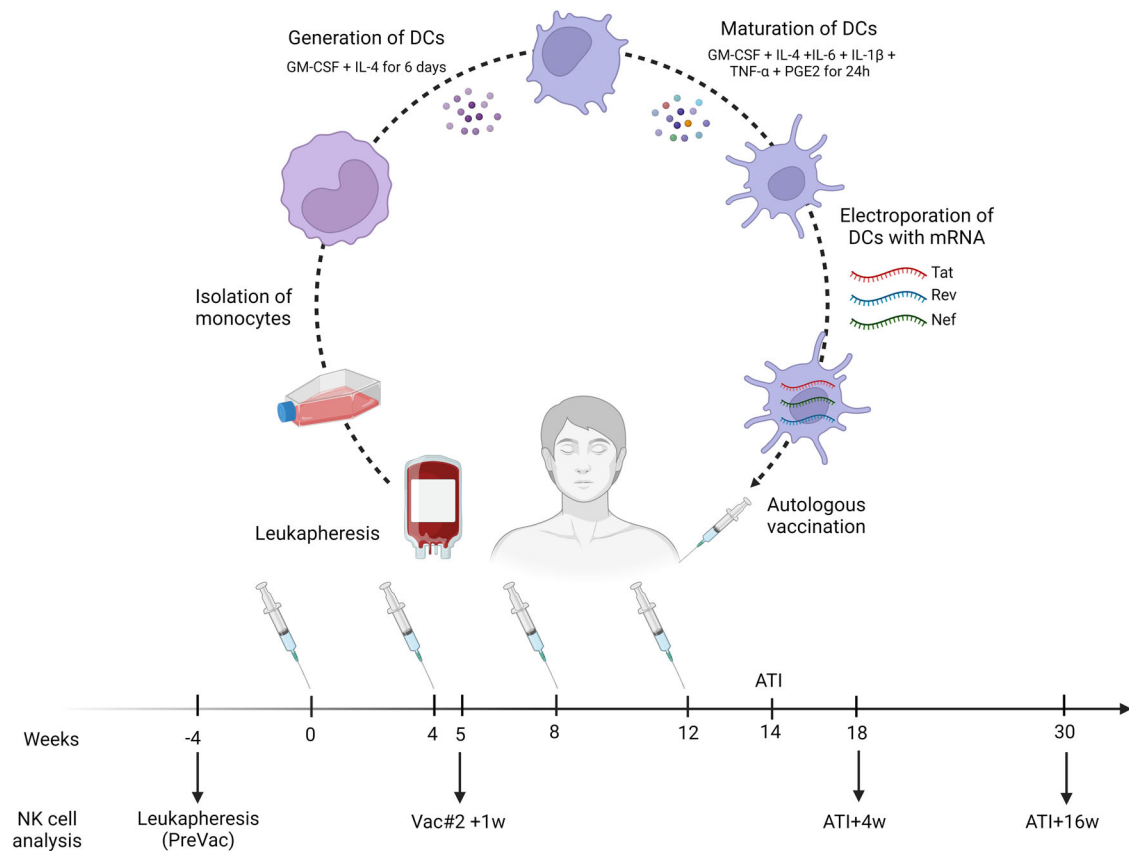 Generation of DCs
GM-CSF + IL-4 for 6 days
Maturation of DCs
GM-CSF + IL-4 +IL-6 + IL-1β +
TNF-α + PGE2 for 24h
Electroporation of
DCs with mRNA
Tat
Rev
Nef
Isolation of
monocytes
Leukapheresis
Autologous
vaccination
ATI
Weeks
-4
0
4
5
8
12
14
18
30
NK cell
analysis
Leukapheresis
(PreVac)
Vac#2 +1w
ATI+4w
ATI+16w